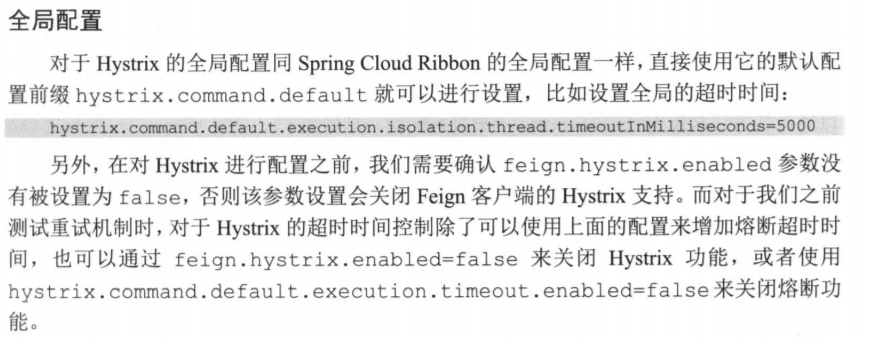 全局配置
对于 Hystrix 的全局配置同 Spring Cloud Ribbon 的全局配置一样，直接使用它的默认配
置前缀 hystrix.command.default 就可以进行设置，比如设置全局的超时时间：
hystrix.command.default.execution.isolation.thread.timeoutInMilliseconds=5000
另外，在对 Hystrix 进行配置之前，我们需要确认 feign.hystrix.enabled 参数没
有被设置为 false，否则该参数设置会关闭 Feign 客户端的 Hystrix 支持。而对于我们之前
测试重试机制时，对于 Hystrix 的超时时间控制除了可以使用上面的配置来增加熔断超时时
间，也可以通过 feign.hystrix.enabled=false 来关闭 Hystrix 功能，或者使用
hystrix.command.default.execution.timeout.enabled=false 来关闭熔断功
能。